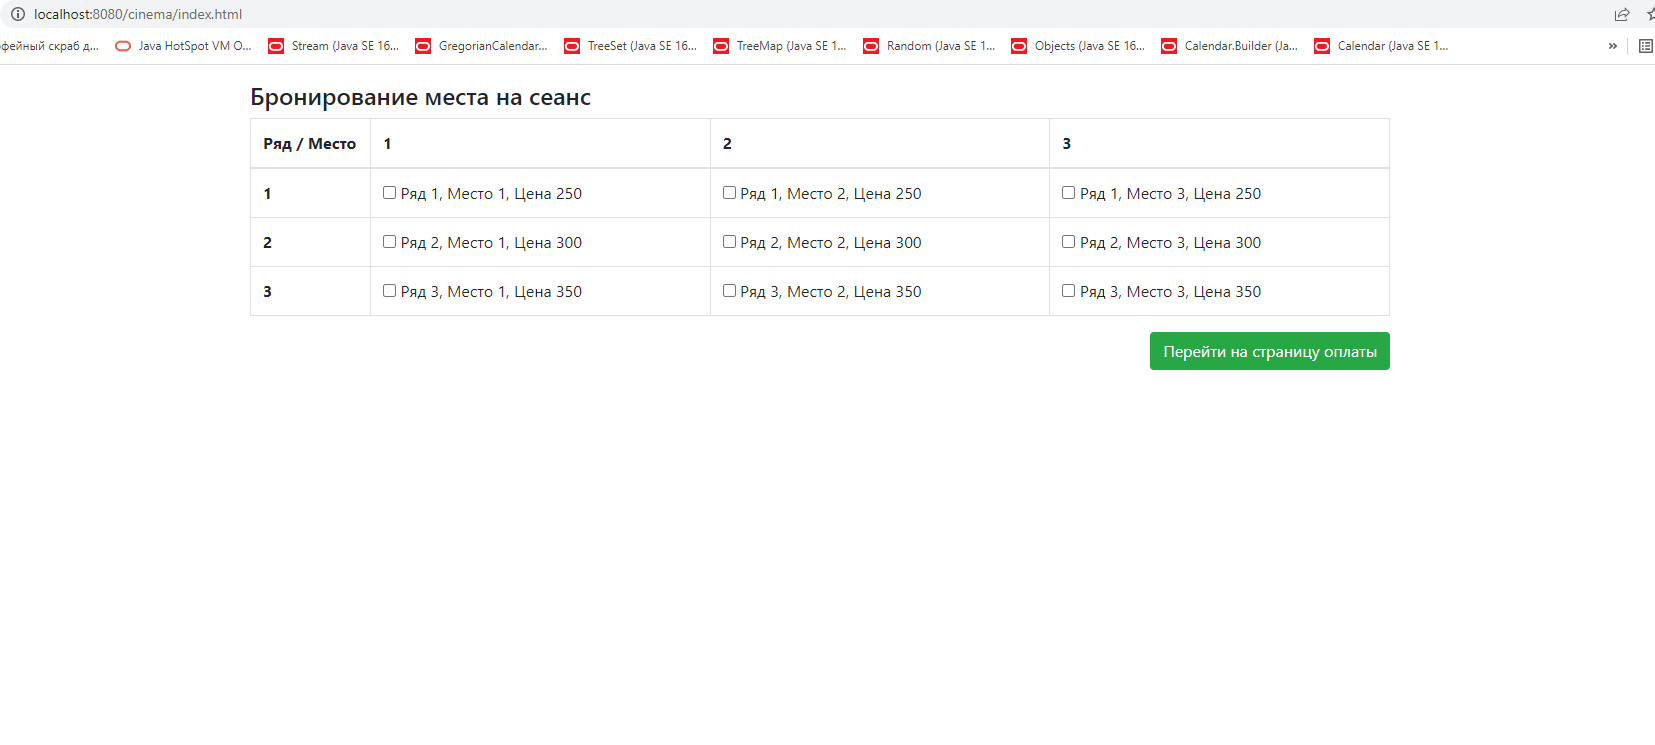 localhost:8080/cinema/index.html
фейный скраб д... Java HotSpot VM O... Stream (Java SE 16... GregorianCalendar... TreeSet (Java SE 16... TreeMap (Java SE 1... Random (Java SE 1... Objects (Java SE 16... Calendar.Builder (Ja... Calendar (Java SE 1... »
Бронирование места на сеанс
Ряд / Место 1 2 3
1 Ряд 1, Место 1, Цена 250 Ряд 1, Место 2, Цена 250 Ряд 1, Место 3, Цена 250
2 Ряд 2, Место 1, Цена 300 Ряд 2, Место 2, Цена 300 Ряд 2, Место 3, Цена 300
3 Ряд 3, Место 1, Цена 350 Ряд 3, Место 2, Цена 350 Ряд 3, Место 3, Цена 350
Перейти на страницу оплаты